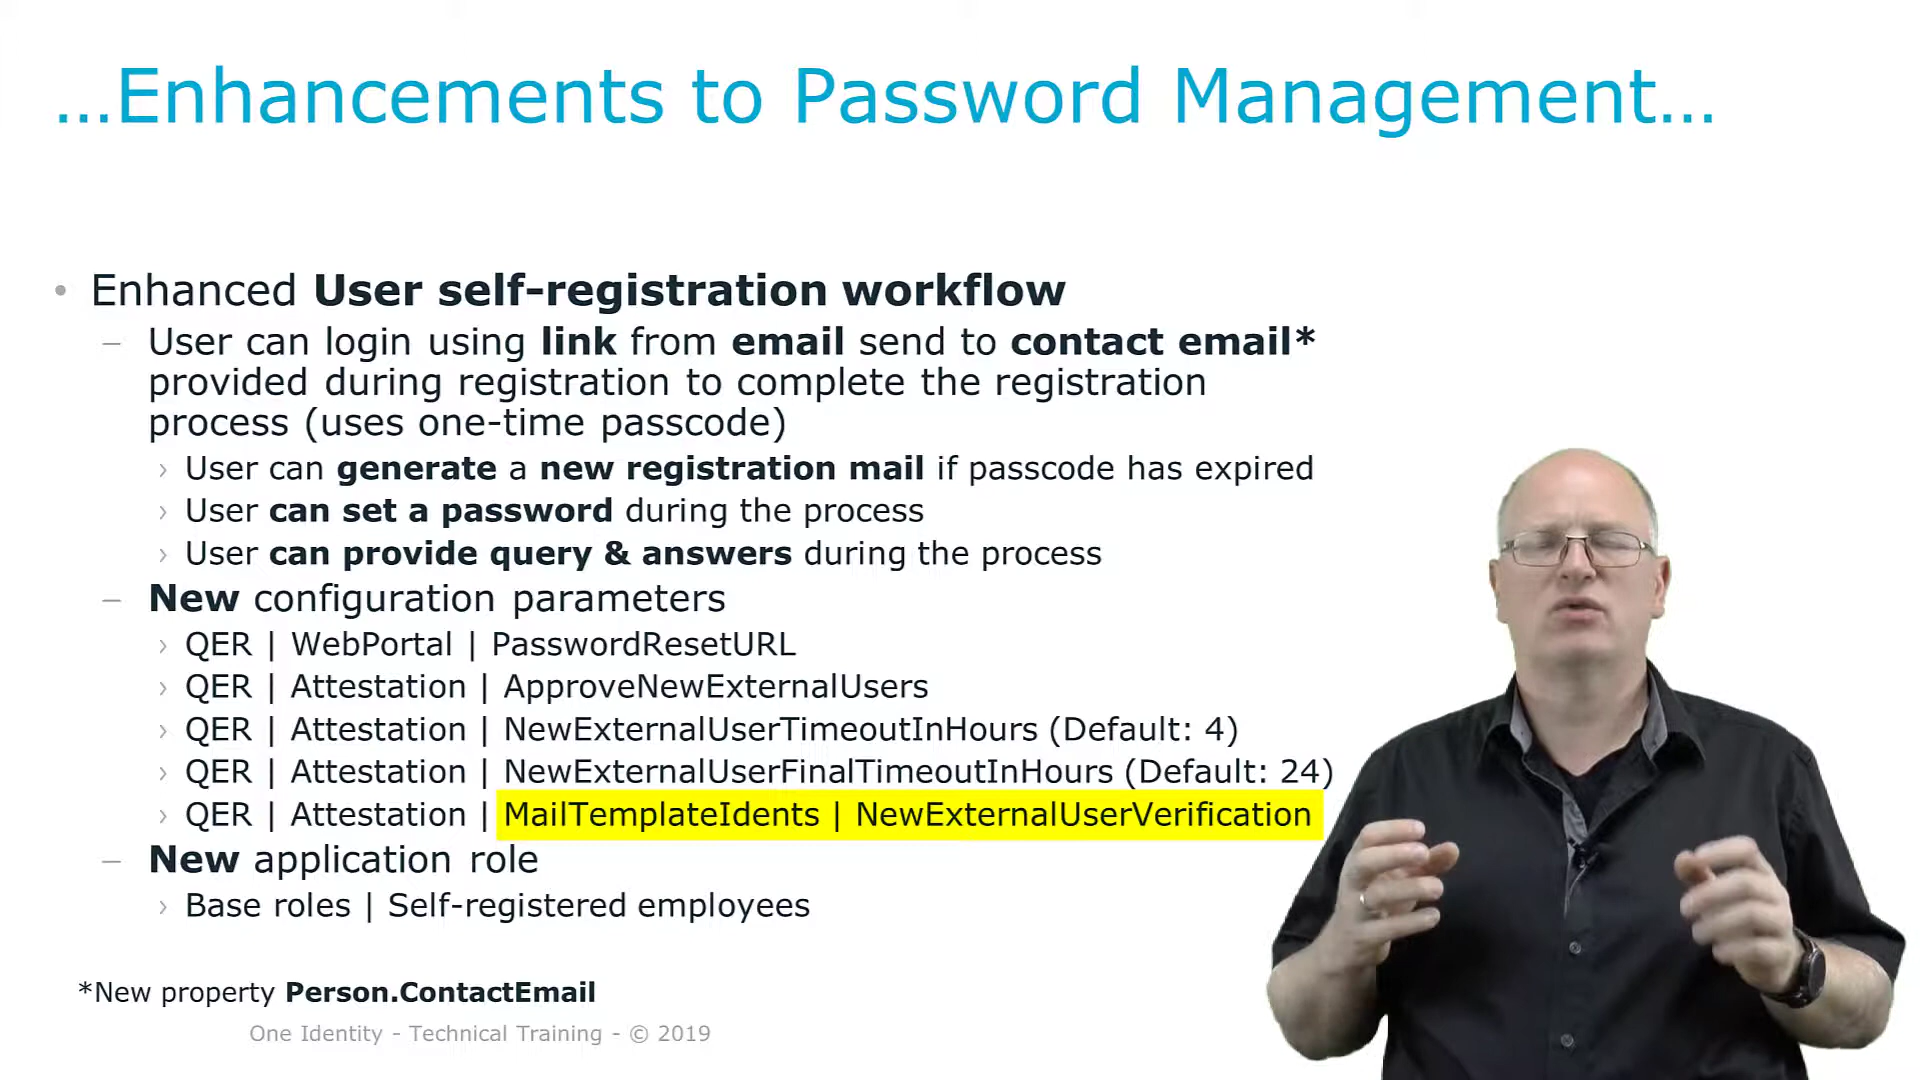 ...Enhancements to Password Management...
• Enhanced User self-registration workflow
– User can login using link from email send to contact email*
provided during registration to complete the registration
process (uses one-time passcode)
› User can generate a new registration mail if passcode has expired
› User can set a password during the process
› User can provide query & answers during the process
– New configuration parameters
› QER | WebPortal | PasswordResetURL
› QER | Attestation | ApproveNewExternalUsers
› QER | Attestation | NewExternalUserTimeoutInHours (Default: 4)
› QER | Attestation | NewExternalUserFinalTimeoutInHours (Default: 24)
› QER | Attestation | MailTemplateIdents | NewExternalUserVerification
– New application role
› Base roles | Self-registered employees
*New property Person.ContactEmail
One Identity - Technical Training - © 2019